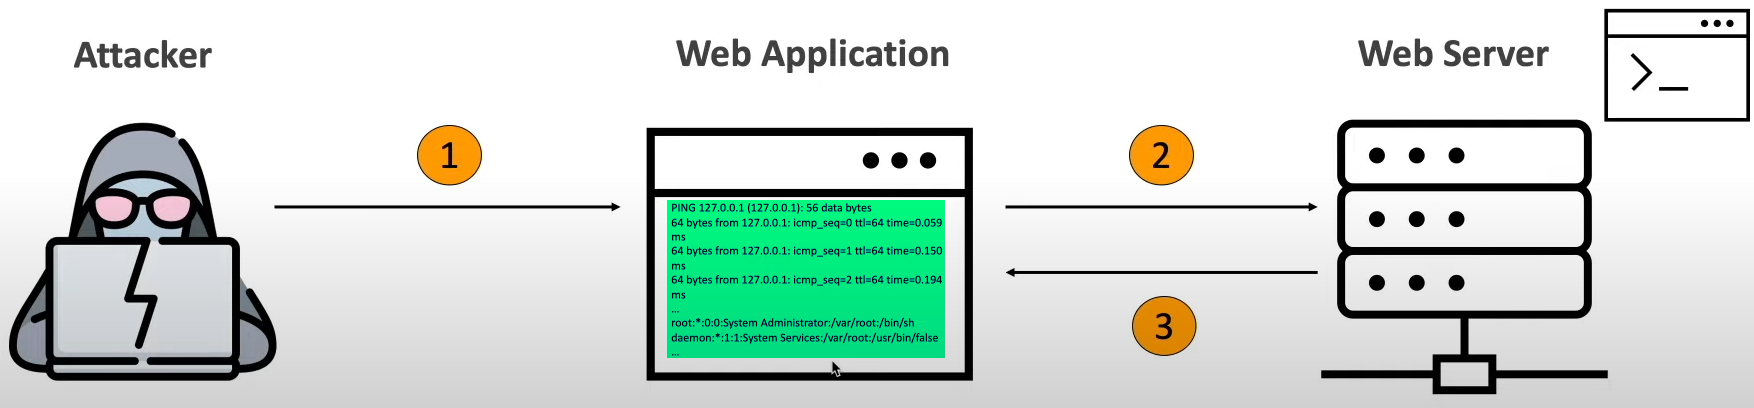 Attacker
Web Application
Web Server
>_
1
2
PING 127.0.0.1 (127.0.0.1): 56 data bytes
64 bytes from 127.0.0.1: icmp_seq=0 ttl=64 time=0.059
ms
64 bytes from 127.0.0.1: icmp_seq=1 ttl=64 time=0.150
ms
64 bytes from 127.0.0.1: icmp_seq=2 ttl=64 time=0.194
ms
...
root:*:0:0:System Administrator:/var/root:/bin/sh
daemon:*:1:1:System Services:/var/root:/usr/bin/false
...
3